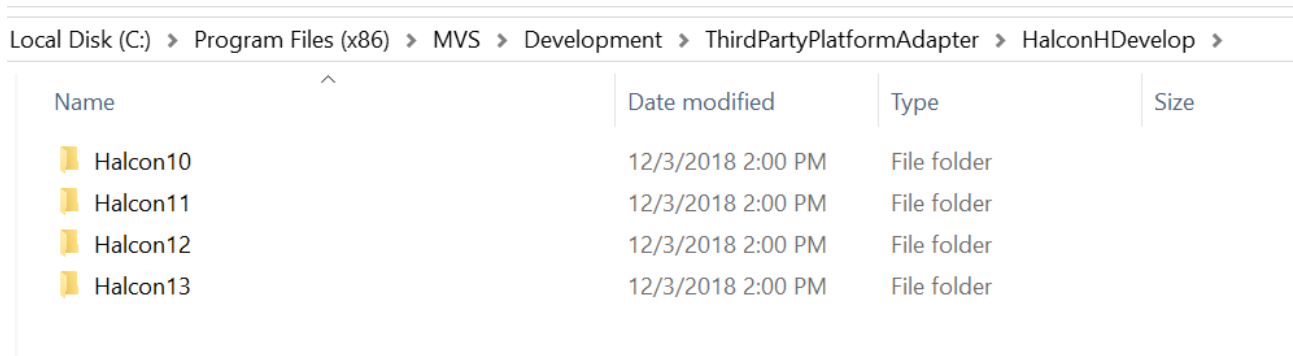 Local Disk (C:) > Program Files (x86) > MVS > Development > ThirdPartyPlatformAdapter > HalconHDevelop >
Name Date modified Type Size
Halcon10 12/3/2018 2:00 PM File folder
Halcon11 12/3/2018 2:00 PM File folder
Halcon12 12/3/2018 2:00 PM File folder
Halcon13 12/3/2018 2:00 PM File folder